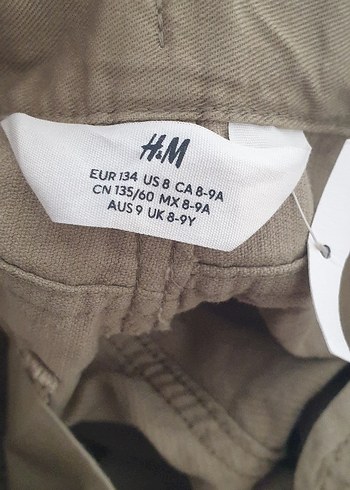 H&M
EUR 134 US 8 CA 8-9A
CN 135/60 MX 8-9A
AUS 9 UK 8-9Y